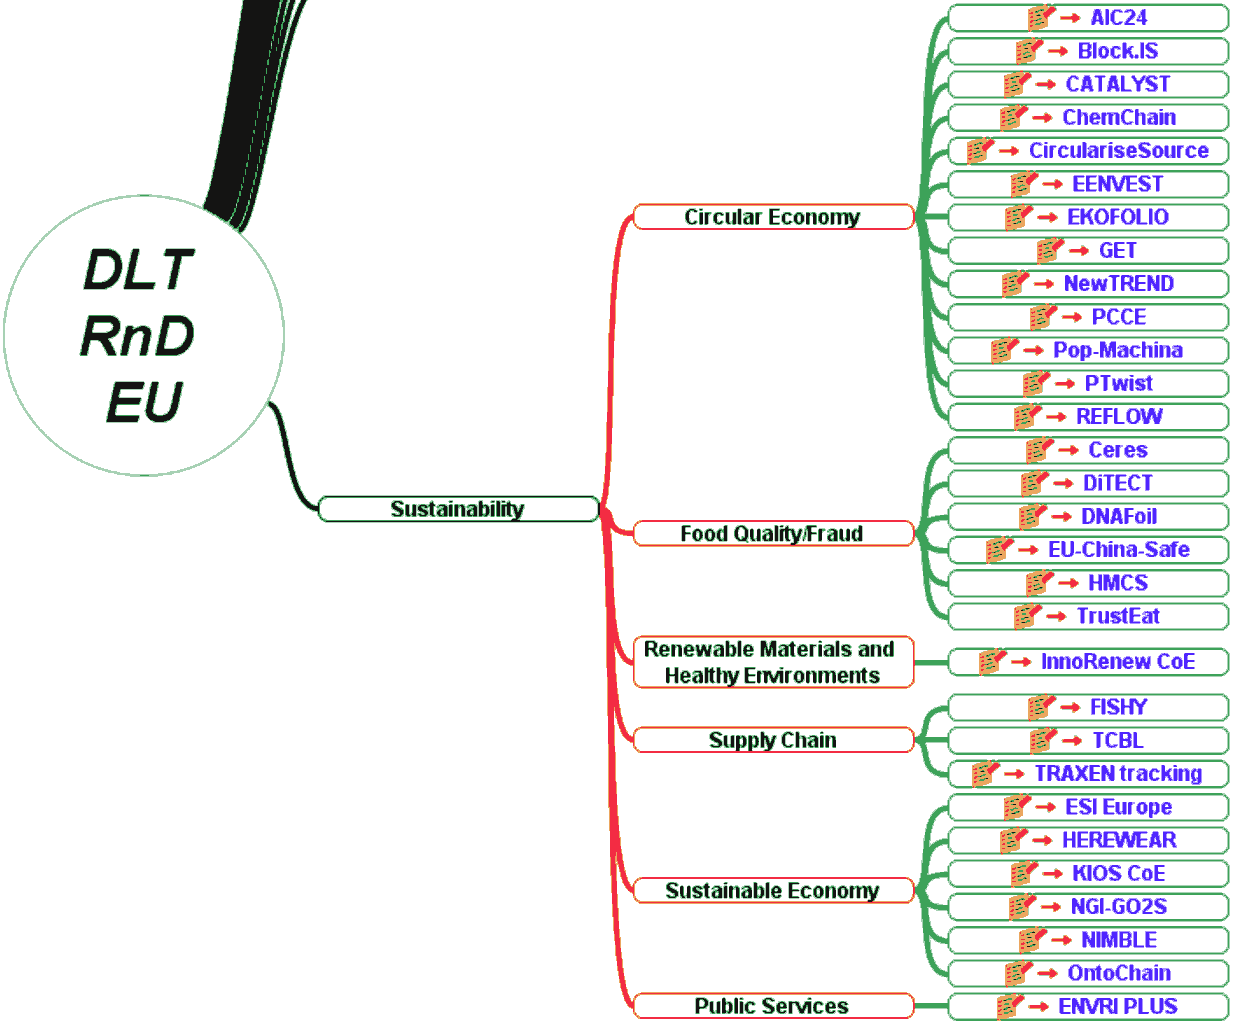 DLT
RnD
EU
Sustainability
Circular Economy
AIC24
Block.IS
CATALYST
ChemChain
CirculariseSource
EENVEST
EKOFOLIO
GET
NewTREND
PCCE
Pop-Machina
PTwist
REFLOW
Food Quality/Fraud
Ceres
DiTECT
DNAFoil
EU-China-Safe
HMCS
TrustEat
Renewable Materials and
Healthy Environments
InnoRenew CoE
Supply Chain
FISHY
TCBL
TRAXEN tracking
Sustainable Economy
ESI Europe
HEREWEAR
KIOS CoE
NGI-GO2S
NIMBLE
OntoChain
Public Services
ENVRI PLUS